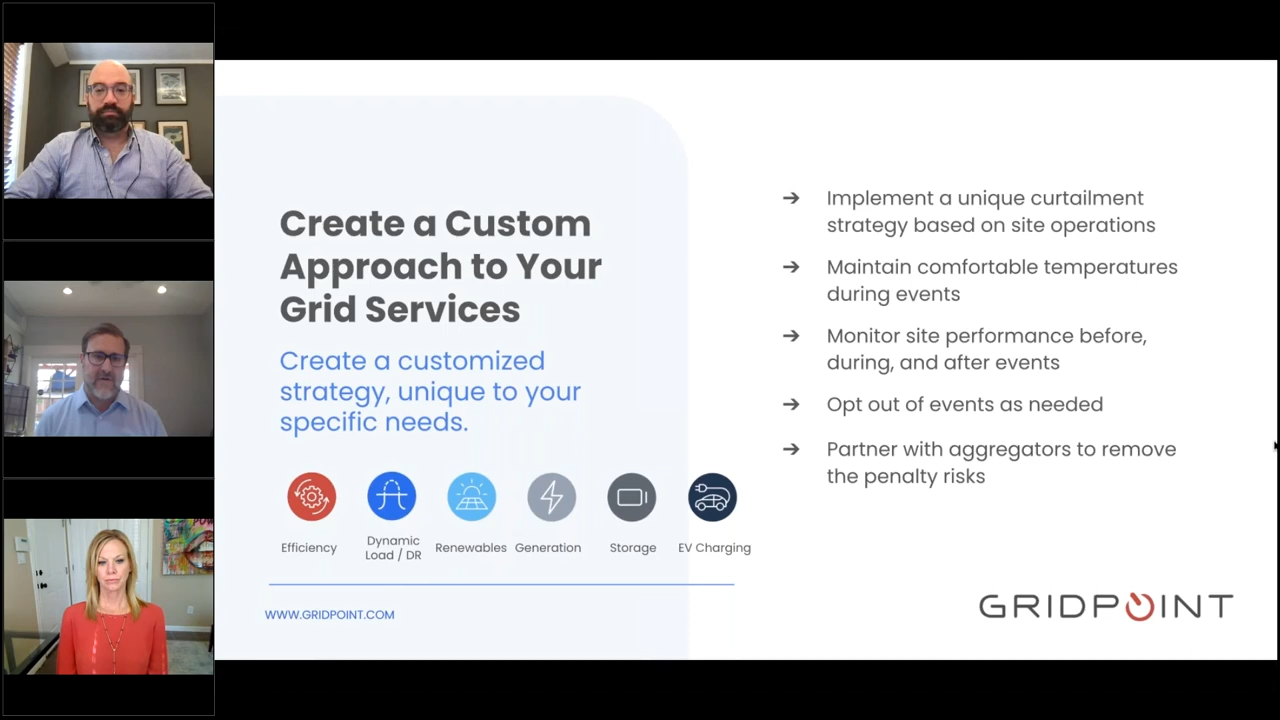 Create a Custom
Approach to Your
Grid Services
Create a customized
strategy, unique to your
specific needs.
Efficiency
Dynamic
Load / DR
Renewables
Generation
Storage
EV Charging
WWW.GRIDPOINT.COM
➔ Implement a unique curtailment
strategy based on site operations
➔ Maintain comfortable temperatures
during events
➔ Monitor site performance before,
during, and after events
➔ Opt out of events as needed
➔ Partner with aggregators to remove
the penalty risks
GRIDPOINT